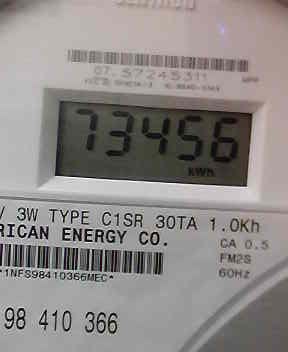 07.57245311
73456
kWh
V 3W TYPE C1SR 30TA 1.0Kh
RICAN ENERGY CO.
CA 0.5
FM2S
60Hz
*1NFS98410366MEC*
98 410 366